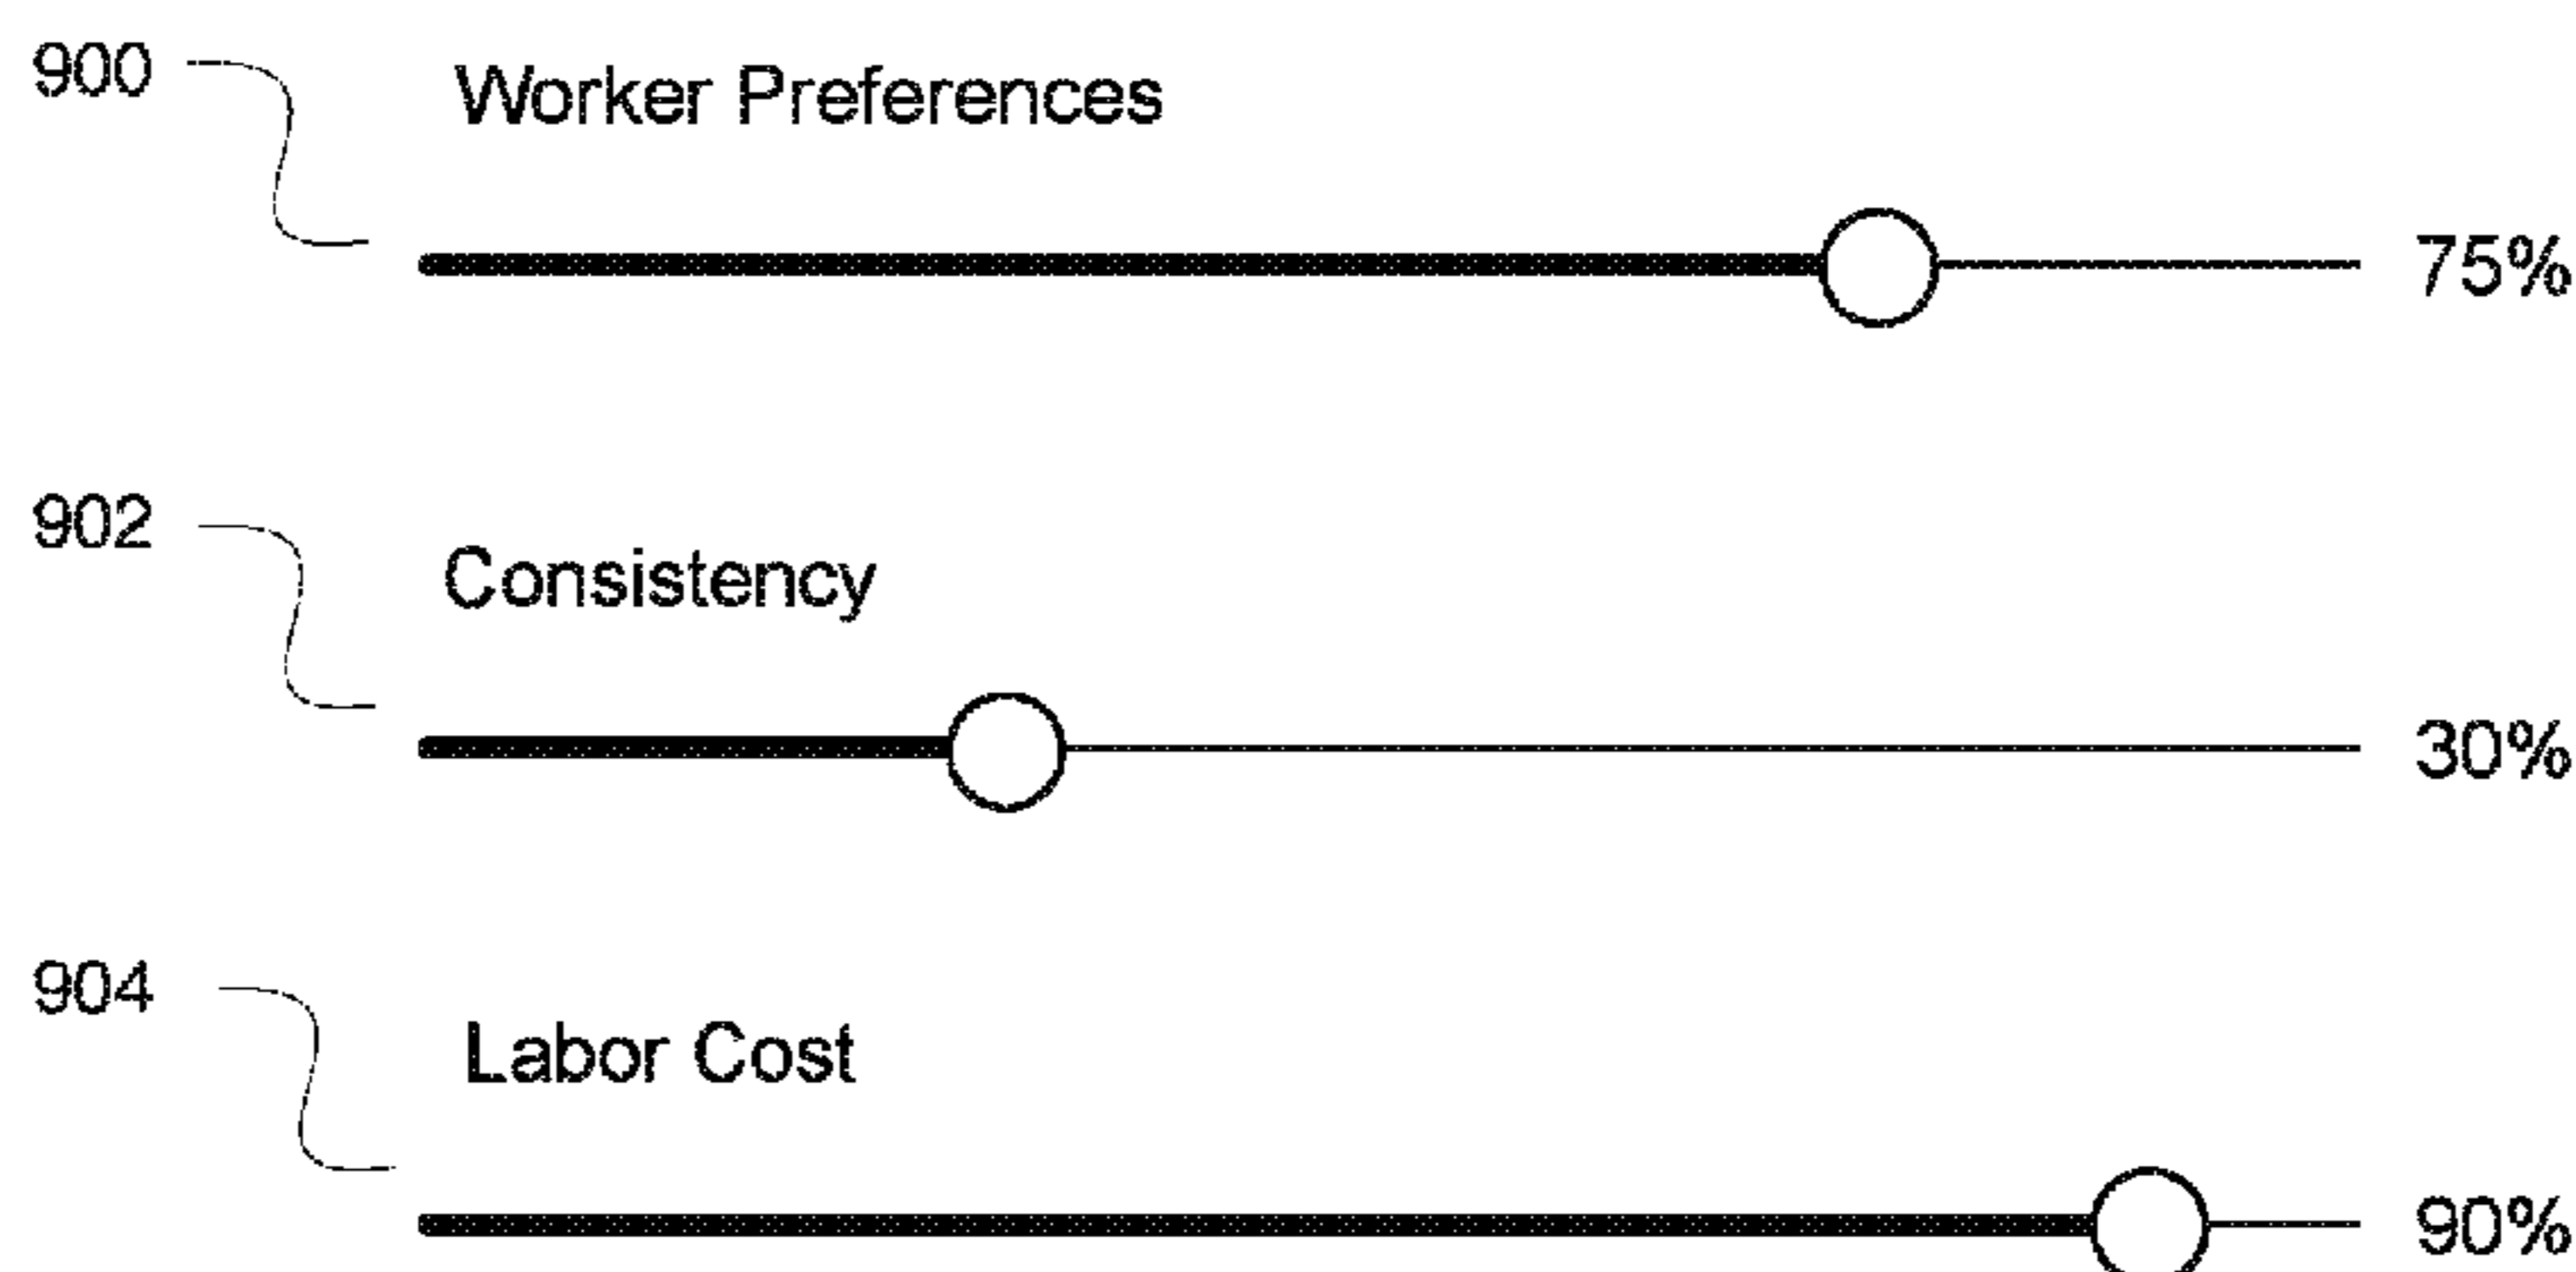 900
Worker Preferences
75%
902
Consistency
30%
904
Labor Cost
90%